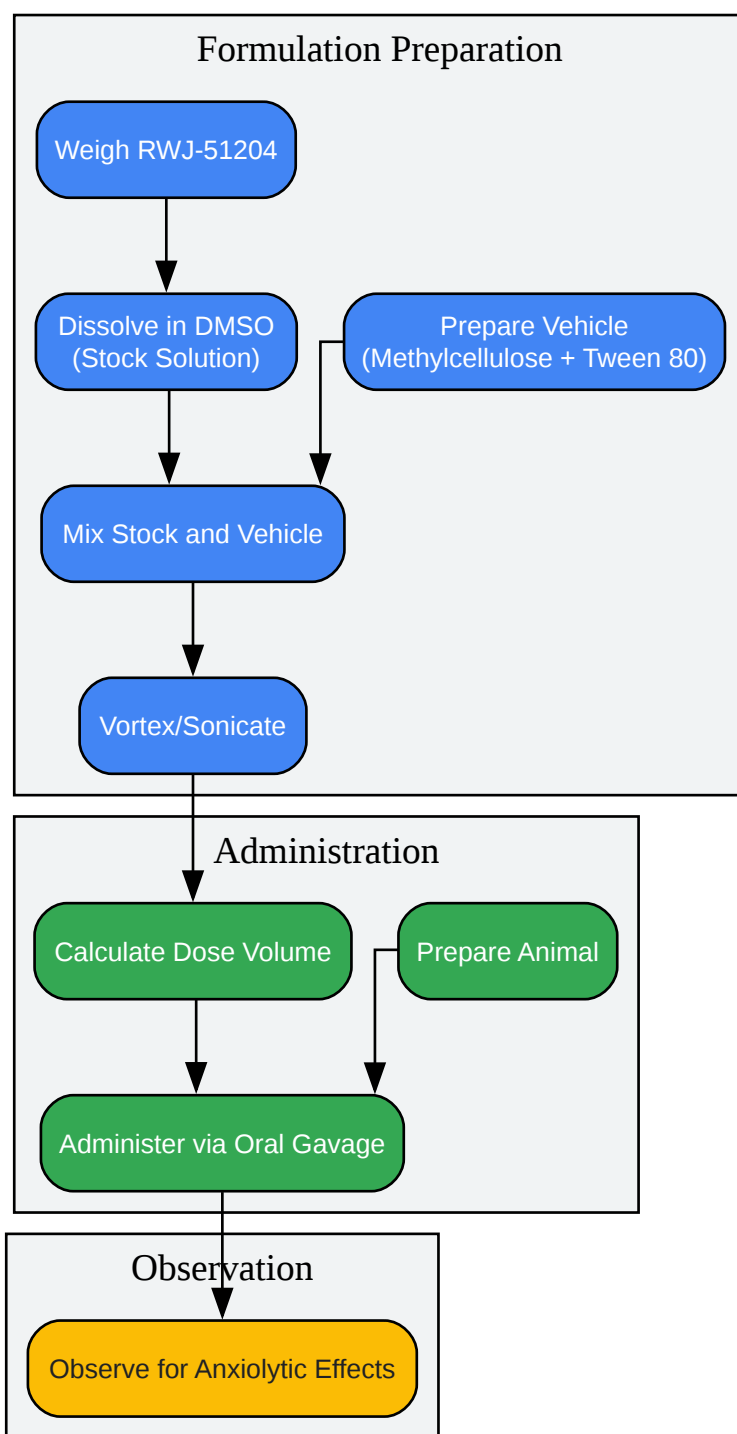 Formulation Preparation
Weigh RWJ-51204
Dissolve in DMSO
(Stock Solution)
Prepare Vehicle
(Methylcellulose + Tween 80)
Mix Stock and Vehicle
Vortex/Sonicate
Administration
Calculate Dose Volume
Prepare Animal
Administer via Oral Gavage
Observation
Observe for Anxiolytic Effects